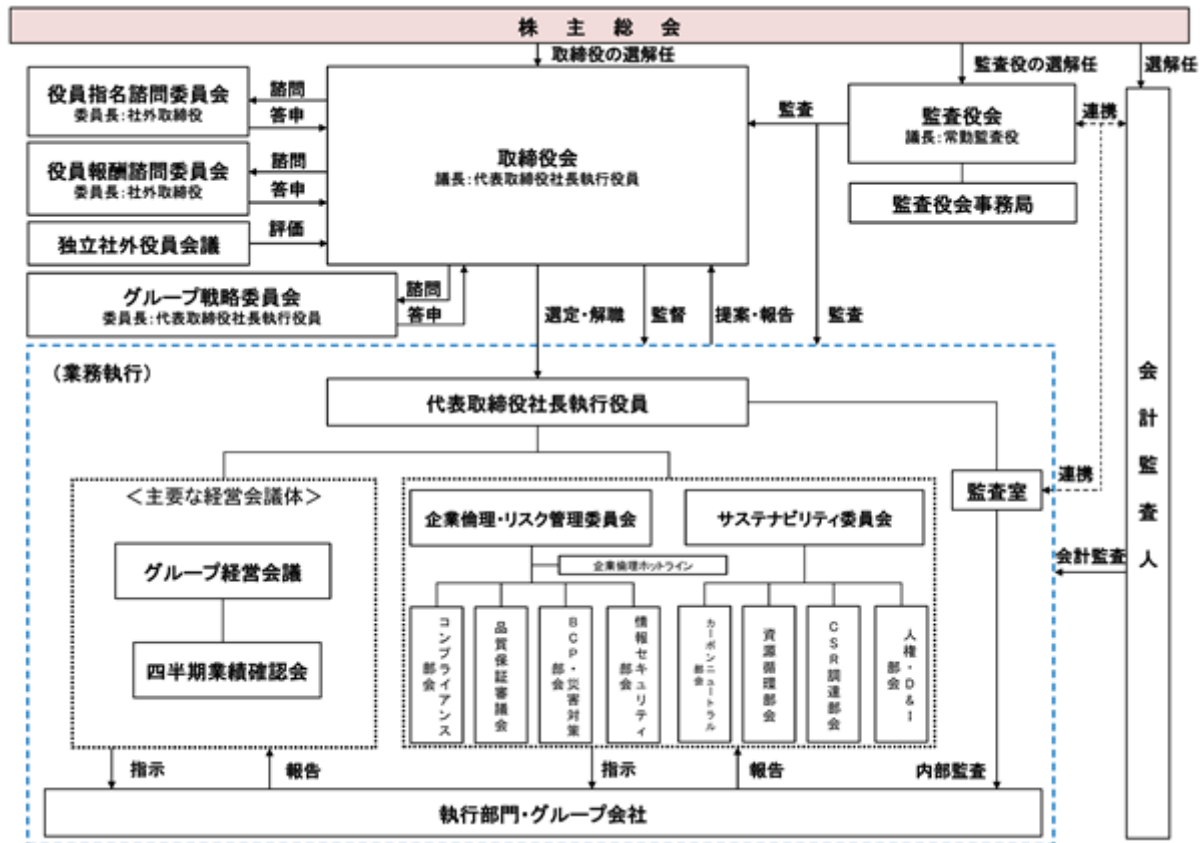 株主総会
取締役の選解任
監査役の選解任
選解任
役員指名諮問委員会
委員長:社外取締役
諮問
答申
役員報酬諮問委員会
委員長:社外取締役
諮問
答申
独立社外役員会議
評価
グループ戦略委員会
委員長:代表取締役社長執行役員
諮問
答申
取締役会
議長:代表取締役社長執行役員
監査
監査役会
議長:常勤監査役
連携
監査役会事務局
選定・解職
監督
提案・報告
監査
会計監査人
(業務執行)
代表取締役社長執行役員
<主要な経営会議体>
グループ経営会議
四半期業績確認会
企業倫理・リスク管理委員会
サステナビリティ委員会
企業倫理ホットライン
コンプライアンス
部会
品質保証審議会
BCP・災害対策
部会
情報セキュリティ
部会
カーボンニュートラル
部会
資源循環部会
CSR調達部会
人権・D&I
部会
監査室
連携
会計監査
指示
報告
指示
報告
内部監査
執行部門・グループ会社